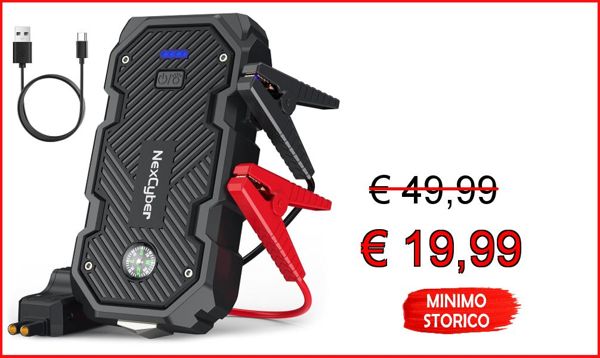 NexCyber
€ 49,99
€ 19,99
MINIMO
STORICO